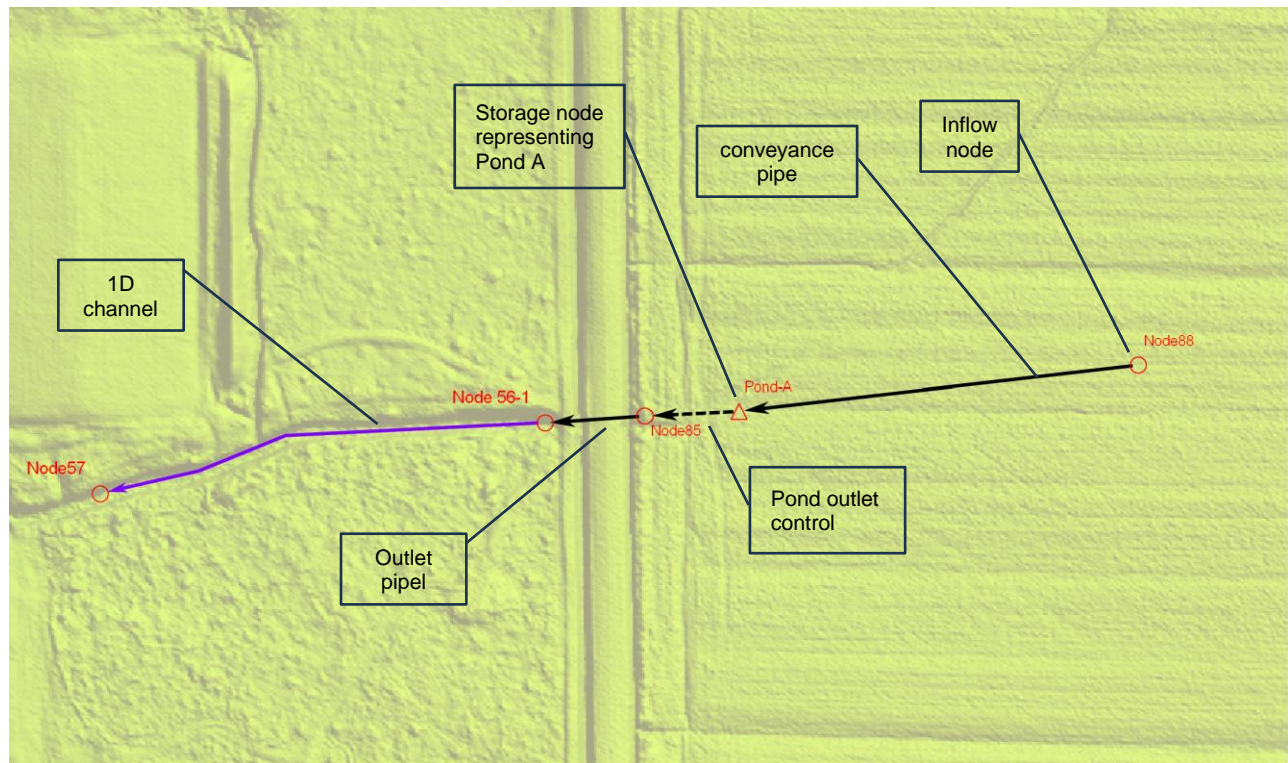 Storage node
representing
Pond A
conveyance
pipe
Inflow
node
1D
channel
Node88
Pond-A
Node 56-1
Node85
Node57
Pond outlet
control
Outlet
pipel